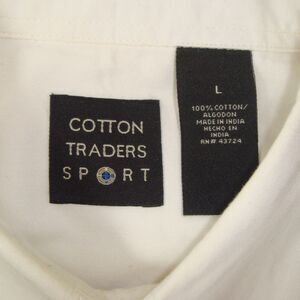 COTTON
TRADERS
SPORT
L
100% COTTON/
ALGODON
MADE IN INDIA
HECHO EN
INDIA
RN# 43724